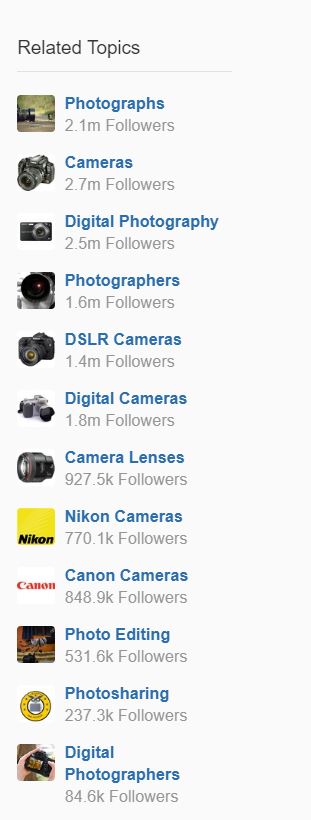 Related Topics
Photographs
2.1m Followers
Cameras
2.7m Followers
Digital Photography
2.5m Followers
Photographers
1.6m Followers
DSLR Cameras
1.4m Followers
Digital Cameras
1.8m Followers
Camera Lenses
927.5k Followers
Nikon
Nikon Cameras
770.1k Followers
Canon
Canon Cameras
848.9k Followers
Photo Editing
531.6k Followers
Photosharing
237.3k Followers
Digital
Photographers
84.6k Followers